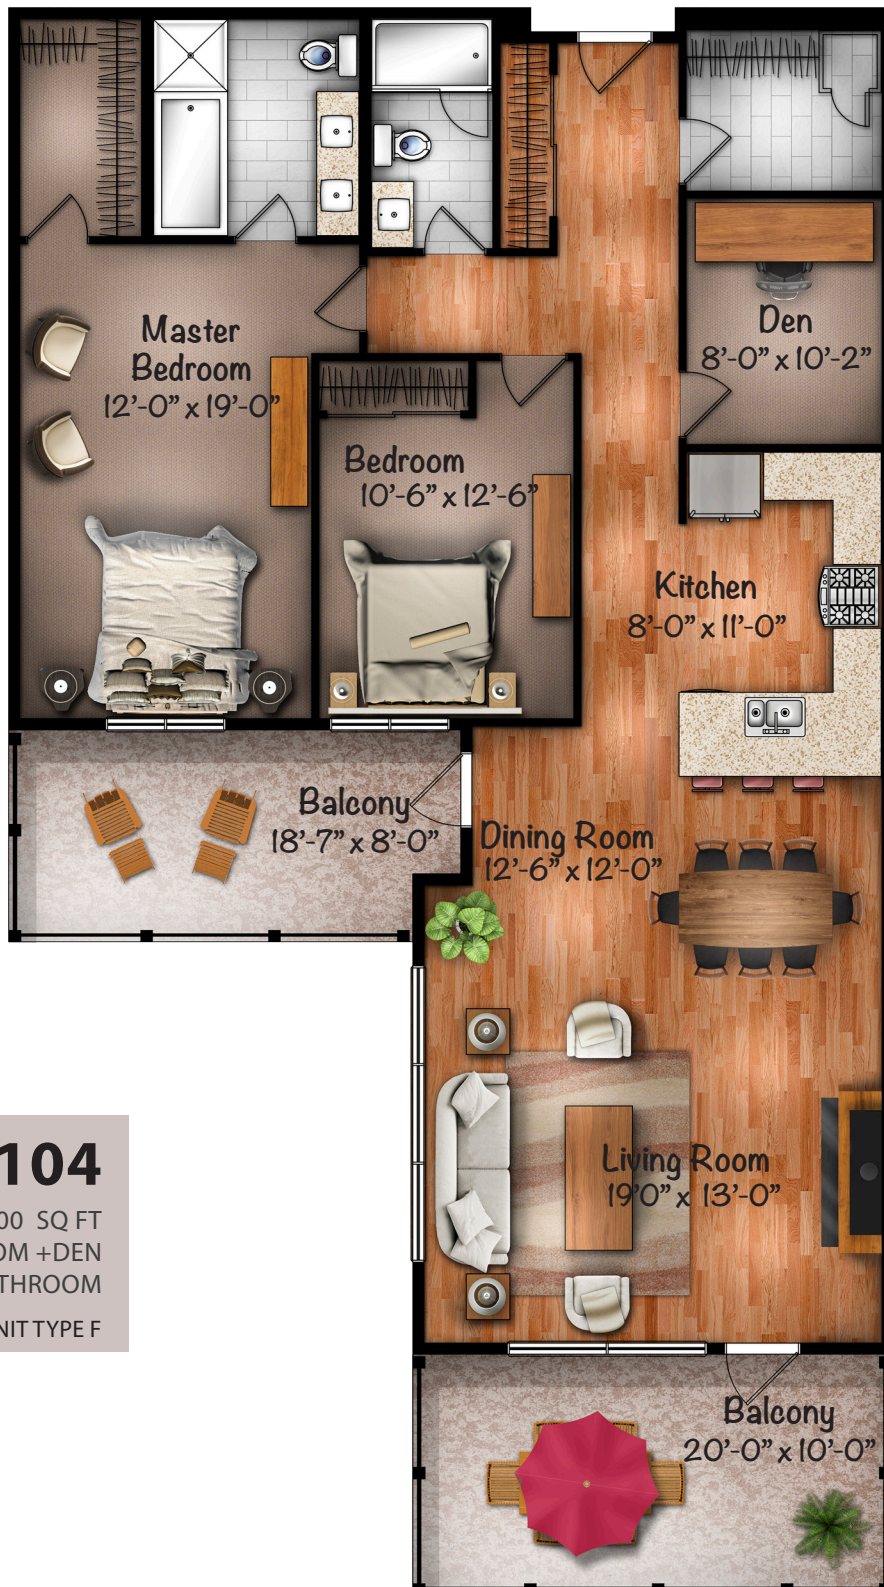 Master
Bedroom
12'-0" x 19'-0"
Den
8'-0" x 10'-2"
Bedroom
10'-6" x 12'-6"
Kitchen
8'-0" x 11'-0"
Balcony
18'-7" x 8'-0"
Dining Room
12'-6" x 12'-0"
Living Room
19'0" x 13'-0"
Balcony
20'-0" x 10'-0"
104
00 SQ FT
OM +DEN
THROOM
NIT TYPE F